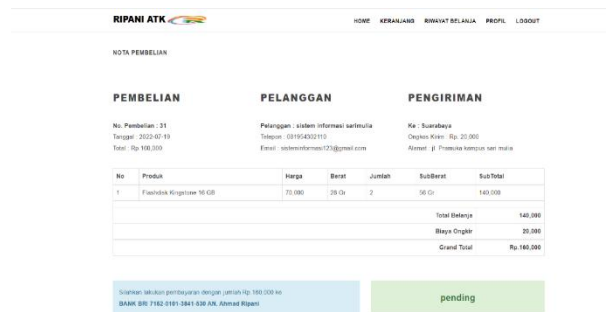 RIPANI ATK
HOME KERANJANG RIWAYAT BELANJA PROFIL LOGOUT
NOTA PEMBELIAN
PEMBELIAN
No. Pembelian : 31
Tanggal : 2022-07-19
Total : Rp 160,000
PELANGGAN
Pelanggan : sistem informasi sarimulia
Telepon : 081954302110
Email : sisteminformasi123@gmail.com
PENGIRIMAN
Ke : Suarabaya
Ongkos Kirim : Rp. 20,000
Alamat : jl. Pramuka kampus sari mulia
No Produk Harga Berat Jumlah SubBerat SubTotal
1 Flashdisk Kingstone 16 GB 70,000 28 Gr 2 56 Gr 140,000
Total Belanja 140,000
Biaya Ongkir 20,000
Grand Total Rp.160,000
Silahkan lakukan pembayaran dengan jumlah Rp.160,000 ke
BANK BRI 7182-0101-3841-530 AN. Ahmad Ripani
pending